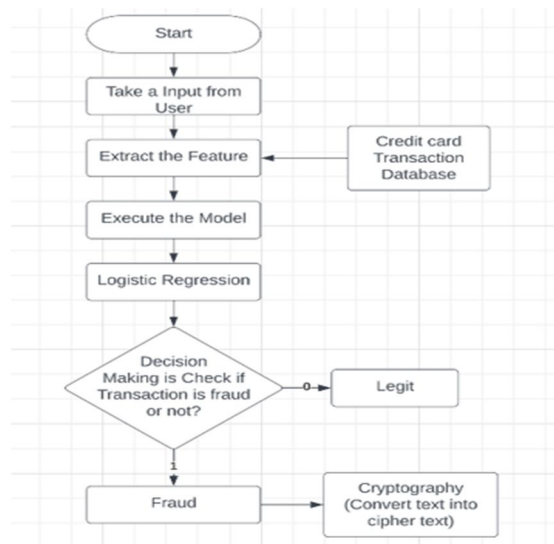 Start
Take a Input from
User
Extract the Feature
Credit card
Transaction
Database
Execute the Model
Logistic Regression
Decision
Making is Check if
Transaction is fraud
or not?
0
Legit
1
Fraud
Cryptography
(Convert text into
cipher text)